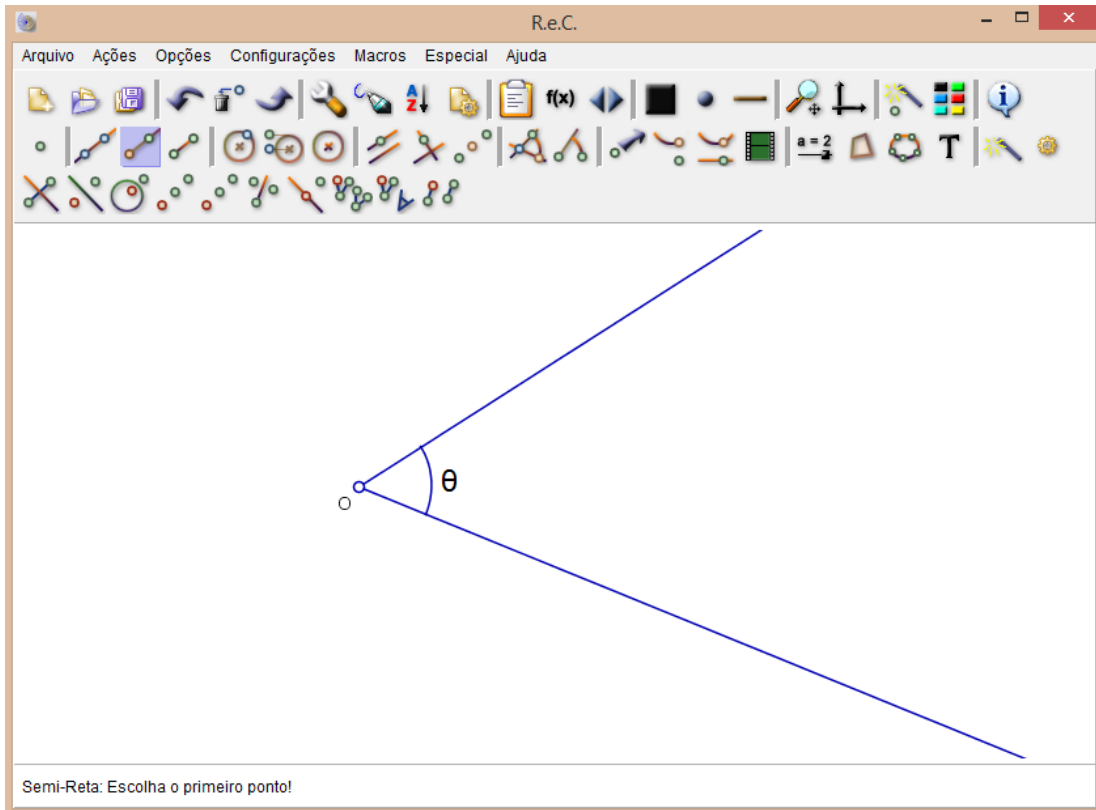 R.e.C.
Arquivo Ações Opções Configurações Macros Especial Ajuda
A Z f(x)
a = 2 T
θ
O
Semi-Reta: Escolha o primeiro ponto!